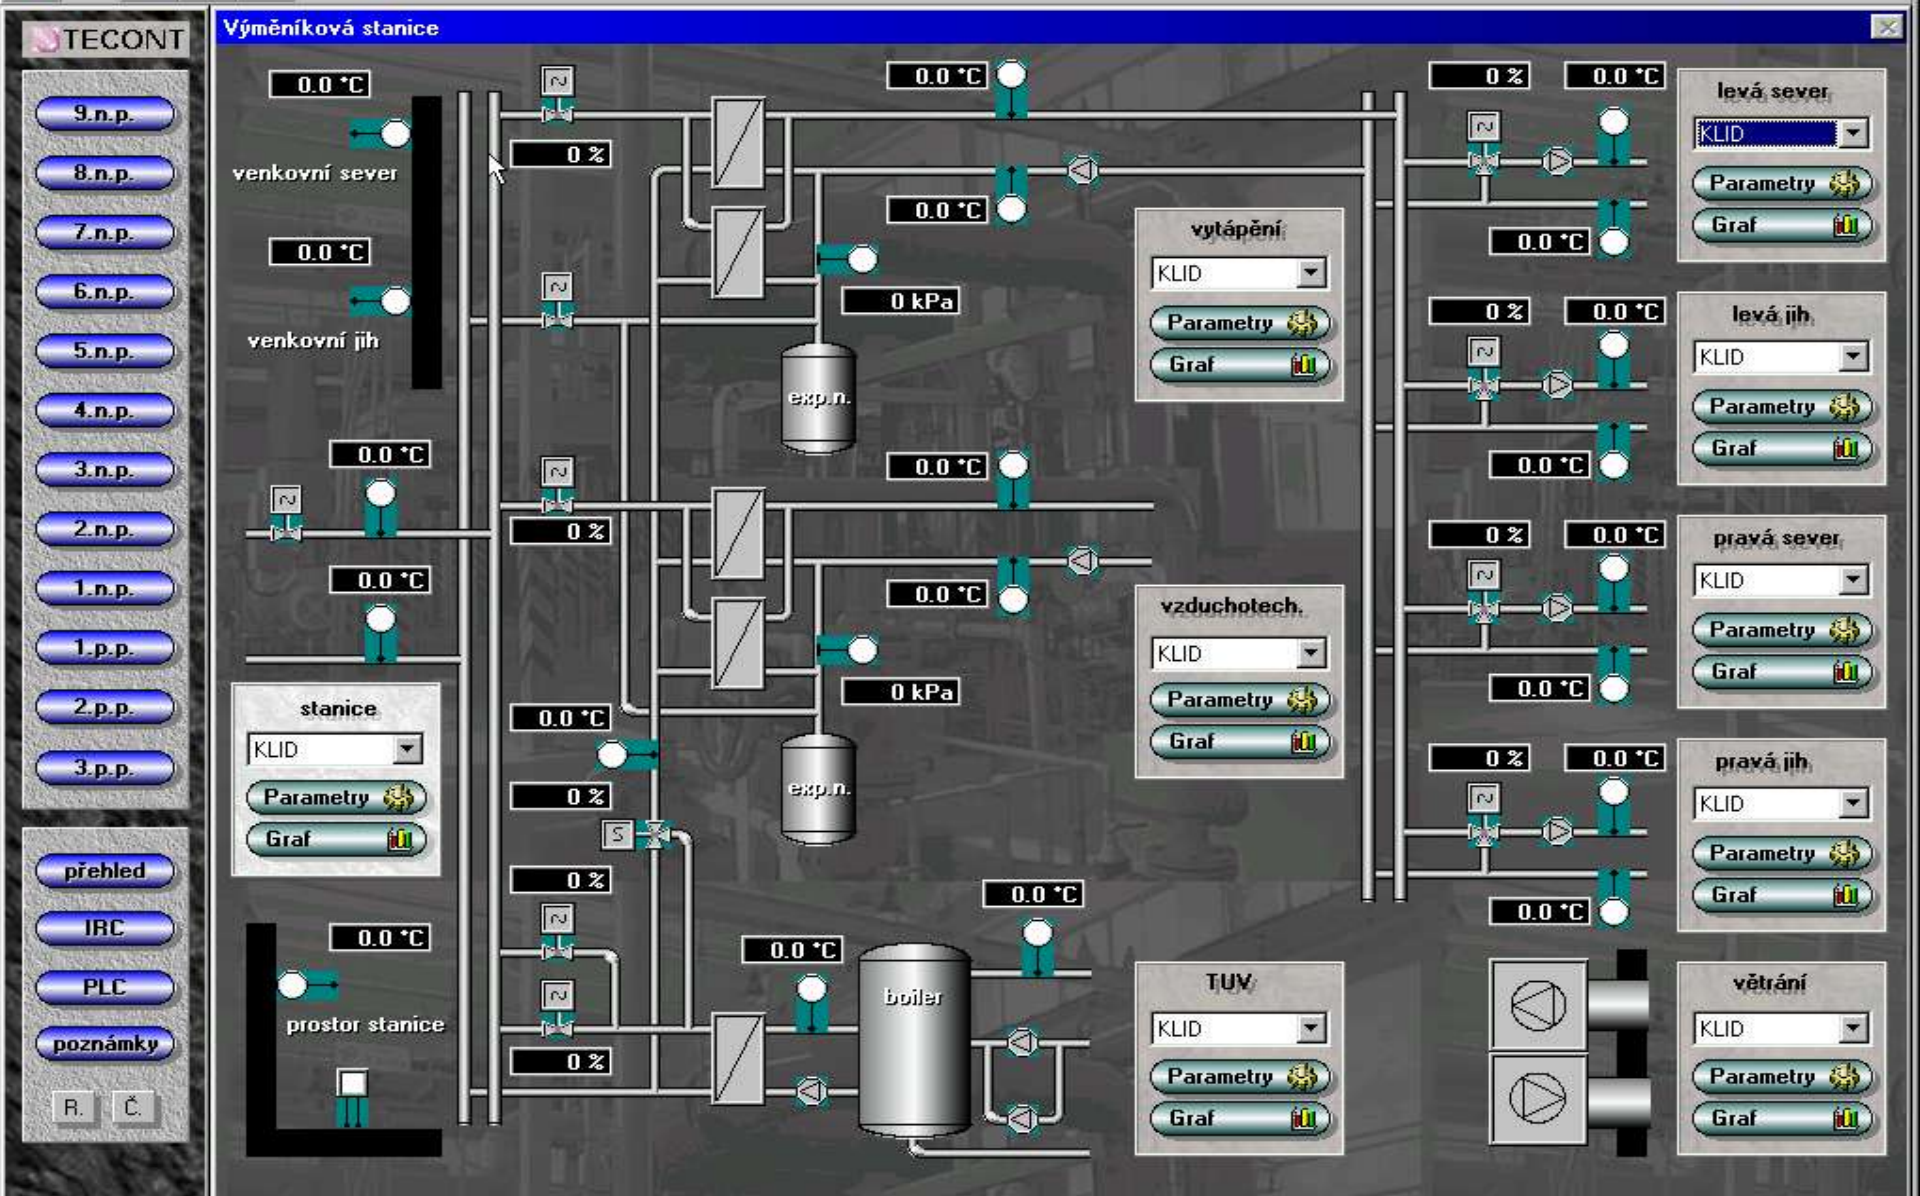 Výměníková stanice
TECONT
9.n.p.
8.n.p.
7.n.p.
6.n.p.
5.n.p.
4.n.p.
3.n.p.
2.n.p.
1.n.p.
1.p.p.
2.p.p.
3.p.p.
přehled
IRC
PLC
poznámky
R. Č.
0.0 °C
venkovní sever
0.0 °C
venkovní jih
0.0 °C
0.0 °C
stanice
KLID
Parametry
Graf
0.0 °C
prostor stanice
0 %
0 %
0.0 °C
0 %
0 %
0 %
0.0 °C
0.0 °C
0 kPa
exp.n.
0.0 °C
0.0 °C
0 kPa
exp.n.
0.0 °C
0.0 °C
boiler
vytápění
KLID
Parametry
Graf
vzduchotech.
KLID
Parametry
Graf
TUV
KLID
Parametry
Graf
0 % 0.0 °C
0.0 °C
levá sever
KLID
Parametry
Graf
0 % 0.0 °C
0.0 °C
levá jih
KLID
Parametry
Graf
0 % 0.0 °C
0.0 °C
pravá sever
KLID
Parametry
Graf
0 % 0.0 °C
0.0 °C
pravá jih
KLID
Parametry
Graf
větrání
KLID
Parametry
Graf
S